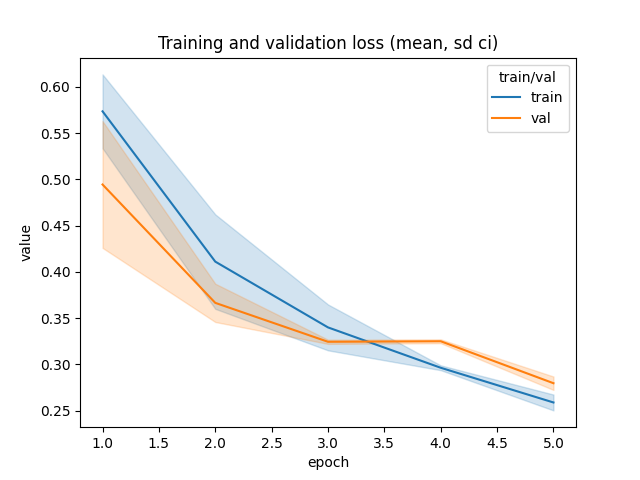 Training and validation loss (mean, sd ci)
train/val
train
val
0.60
0.55
0.50
0.45
0.40
0.35
0.30
0.25
value
1.0 1.5 2.0 2.5 3.0 3.5 4.0 4.5 5.0
epoch